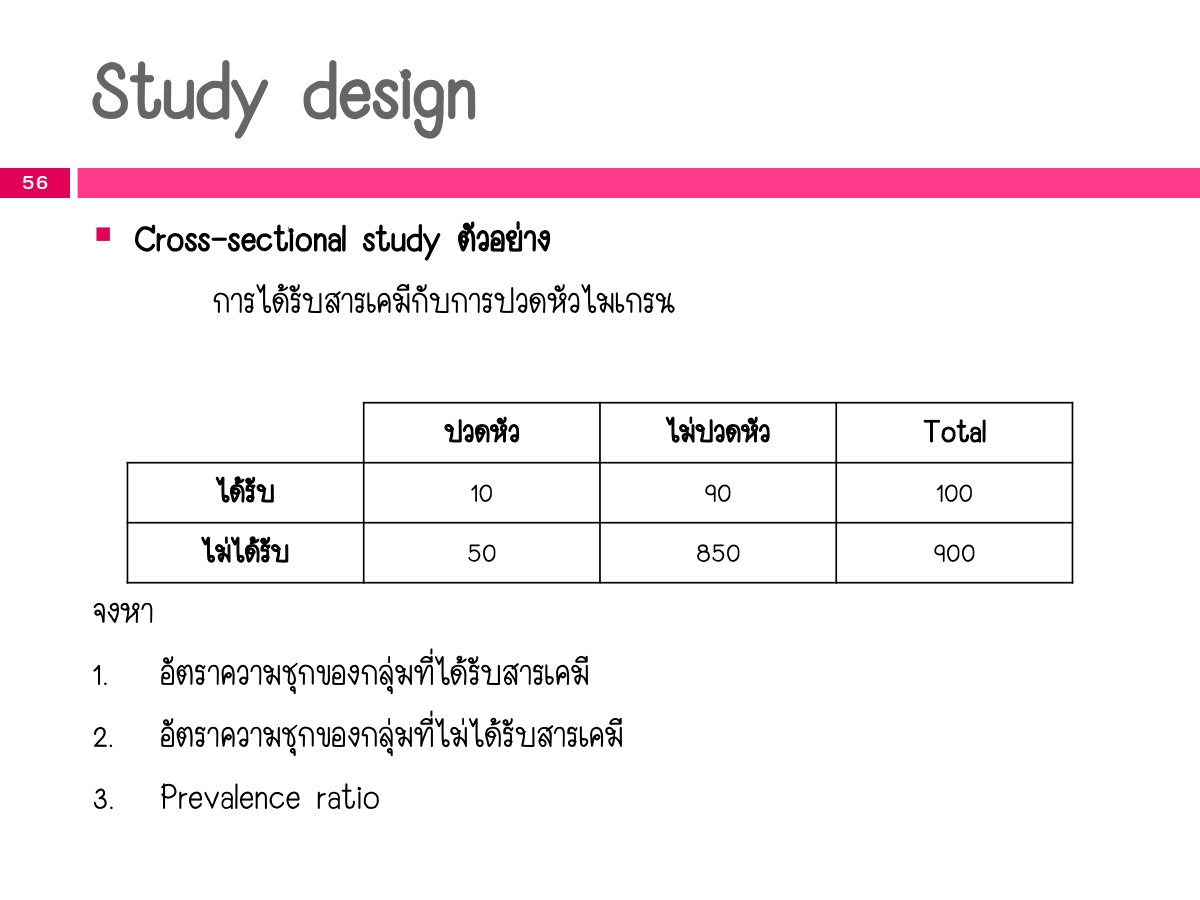 Study design
56
Cross-sectional study ตัวอย่าง
การได้รับสารเคมีกับการปวดหัวไมเกรน
ปวดหัว ไม่ปวดหัว Total
ได้รับ 10 90 100
ไม่ได้รับ 50 850 900
จงหา
1. อัตราความชุกของกลุ่มที่ได้รับสารเคมี
2. อัตราความชุกของกลุ่มที่ไม่ได้รับสารเคมี
3. Prevalence ratio